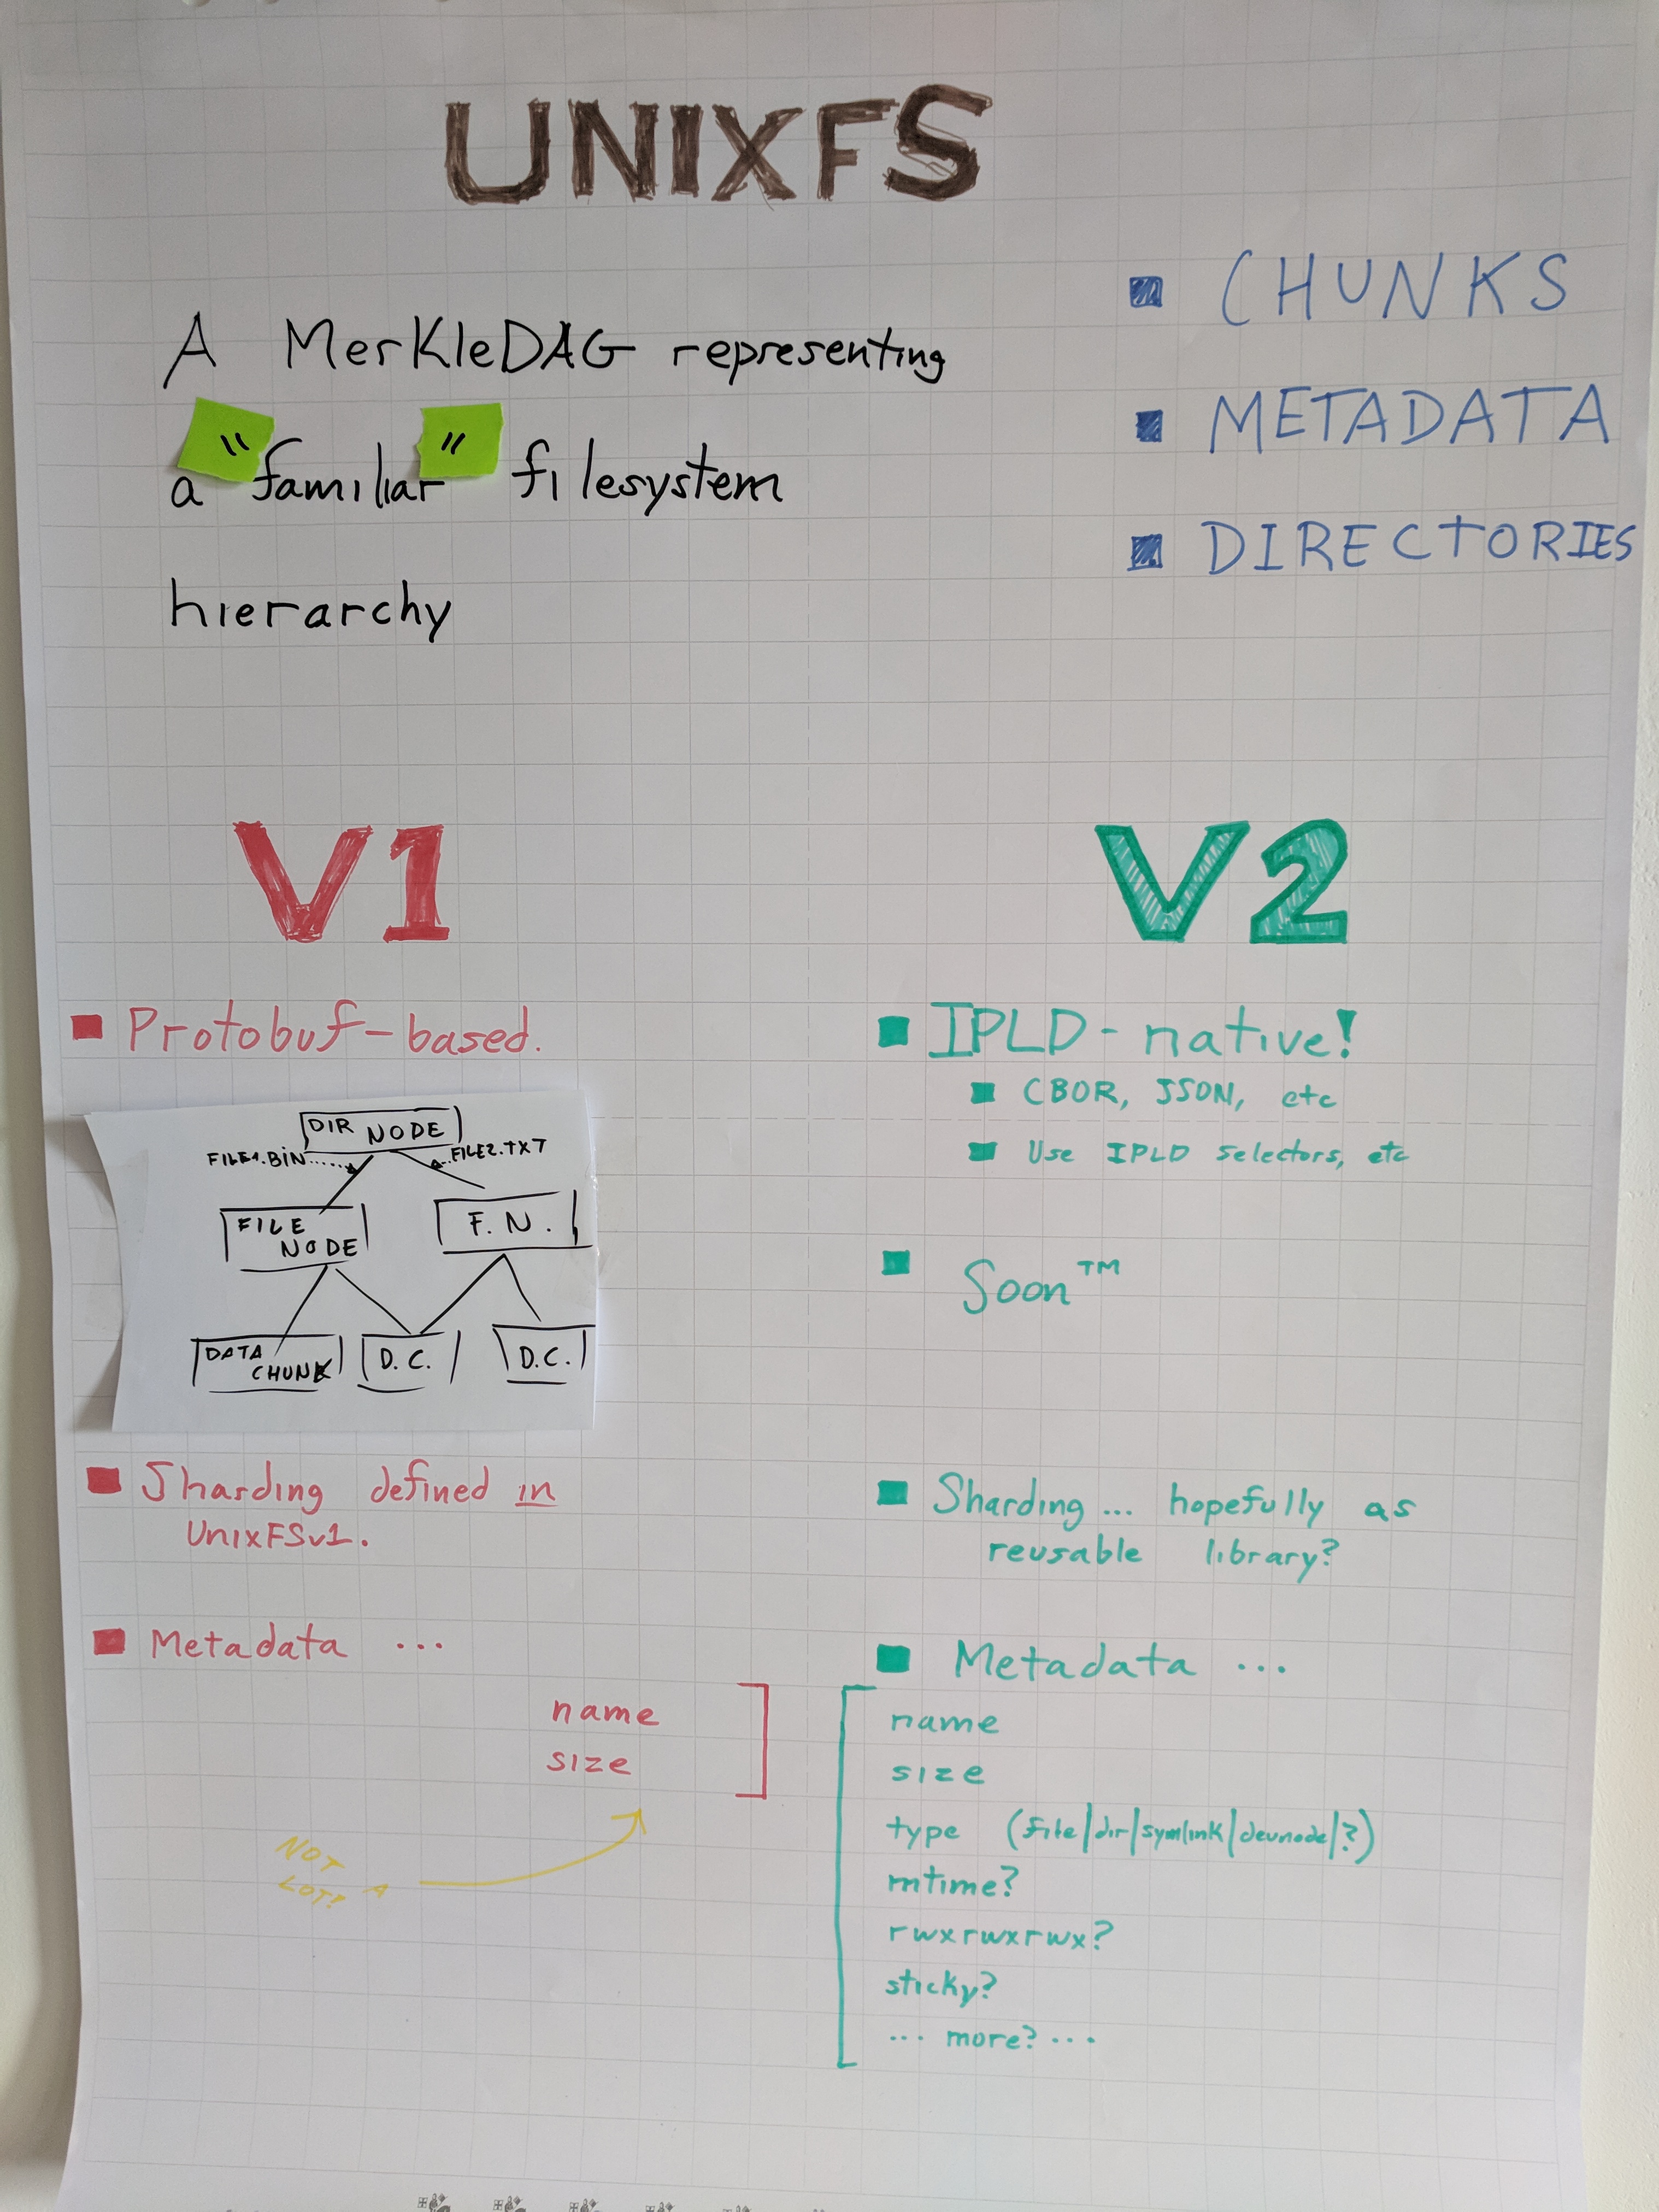 UNIXFS
A MerkleDAG representing
a "familiar" filesystem
hierarchy
CHUNKS
METADATA
DIRECTORIES
V1
Protobuf-based.
DIR NODE
FILE1.BIN
FILE2.TXT
FILE
NODE
F. N.
DATA
CHUNK
D.C.
D.C.
Sharding defined in
UnixFSv1.
Metadata ...
name
size
NOT
A LOT!
V2
IPLD-native!
CBOR, JSON, etc
Use IPLD selectors, etc
Soon™
Sharding... hopefully as
reusable library?
Metadata ...
name
size
type (file|dir|symlink|devnode|?)
mtime?
rwxrwxrwx?
sticky?
... more? ...